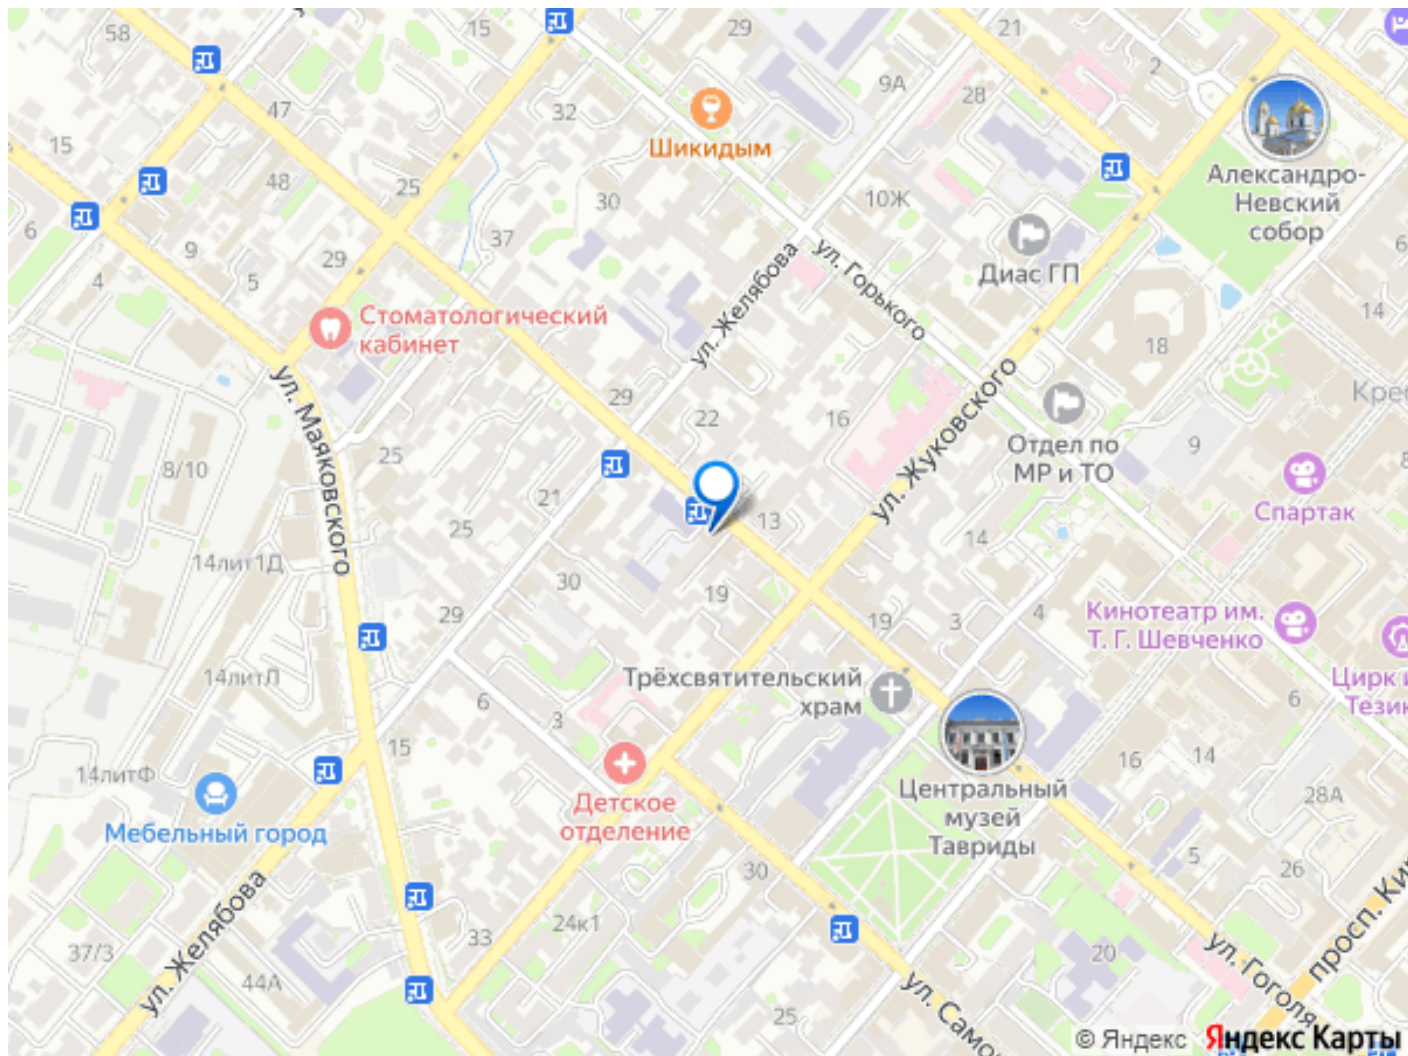 58
15
29
21
2
9А
28
47
32
Шикидым
15
Александро-
Невский
собор
48
25
30
10Ж
6
9
29
37
5
4
6
Диас ГП
ул. Желябова
ул. Горького
14
18
Стоматологический
кабинет
ул. Маяковского
29
22
16
ул. Жуковского
Отдел по
МР и ТО
9
8/10
25
21
25
13
14
Спартак
14лит1Д
30
19
29
19
3
4
Кинотеатр им.
Т. Г. Шевченко
14литЛ
Трёхсвятительский
храм
6
3
6
15
14литФ
16
14
Центральный
музей
Тавриды
28А
Мебельный город
Детское
отделение
30
5
26
24к1
33
37/3
44А
ул. Желябова
20
25
ул. Гоголя
© Яндекс
Яндекс Карты